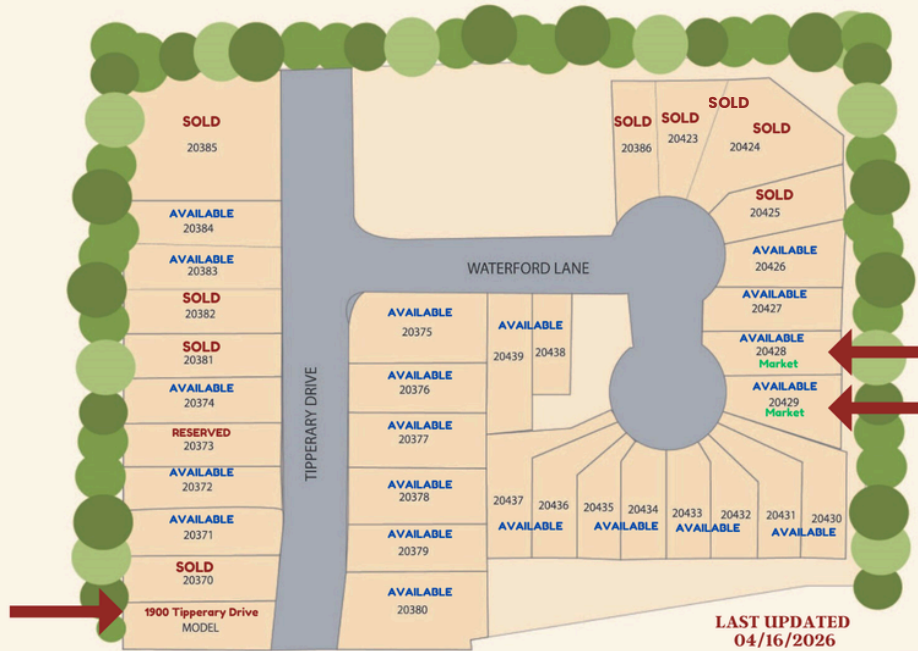 SOLD
20385
AVAILABLE
20384
AVAILABLE
20383
SOLD
20382
SOLD
20381
AVAILABLE
20374
RESERVED
20373
AVAILABLE
20372
AVAILABLE
20371
SOLD
20370
1900 Tipperary Drive
MODEL
TIPPERARY DRIVE
WATERFORD LANE
AVAILABLE
20375
AVAILABLE
20376
AVAILABLE
20377
AVAILABLE
20378
AVAILABLE
20379
AVAILABLE
20380
AVAILABLE
20439
20438
SOLD
20386
SOLD
20423
SOLD
SOLD
20424
SOLD
20425
AVAILABLE
20426
AVAILABLE
20427
AVAILABLE
20428
Market
AVAILABLE
20429
Market
20437
20436
AVAILABLE
20435
20434
AVAILABLE
20433
20432
AVAILABLE
20431
20430
AVAILABLE
LAST UPDATED
04/16/2026